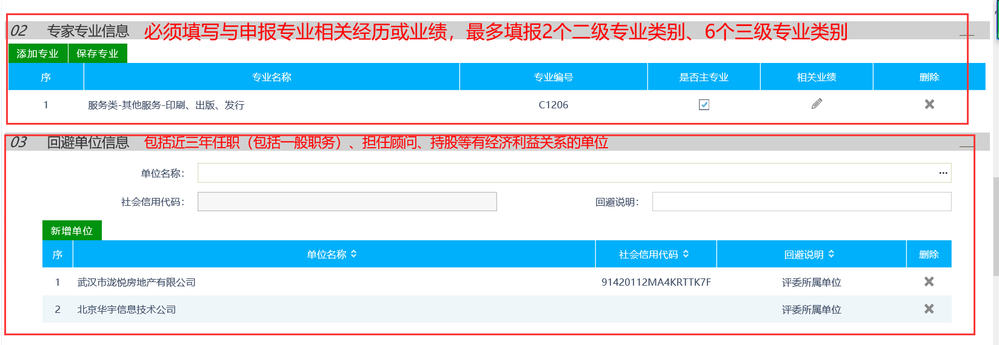 02 专家专业信息 必须填写与申报专业相关经历或业绩，最多填报2个二级专业类别、6个三级专业类别
添加专业 保存专业
序 专业名称 专业编号 是否主专业 相关业绩 删除
1 服务类-其他服务-印刷、出版、发行 C1206
03 回避单位信息 包括近三年任职（包括一般职务）、担任顾问、持股等有经济利益关系的单位
单位名称： ...
社会信用代码： 回避说明：
新增单位
序 单位名称 社会信用代码 回避说明 删除
1 武汉市泷悦房地产有限公司 91420112MA4KRTTK7F 评委所属单位
2 北京华宇信息技术公司 评委所属单位